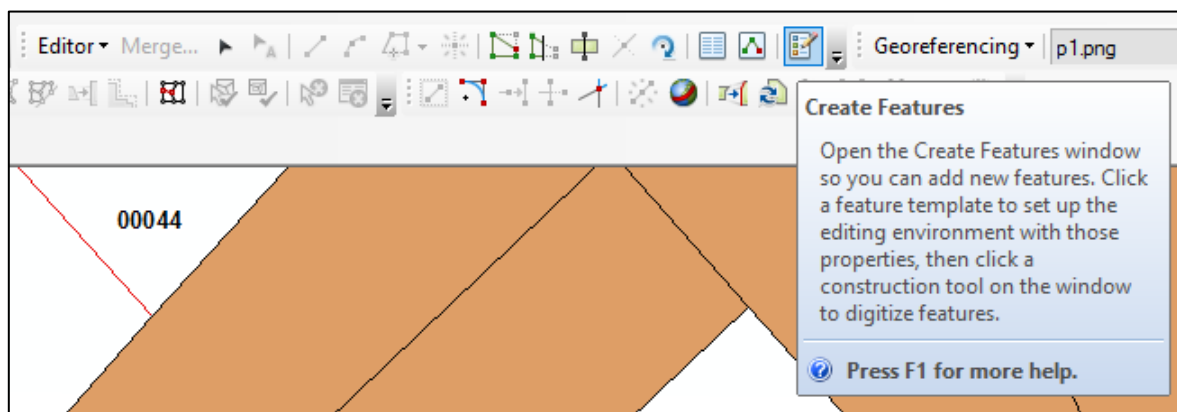 Editor Merge... Georeferencing p1.png
Create Features
00044
Open the Create Features window
so you can add new features. Click
a feature template to set up the
editing environment with those
properties, then click a
construction tool on the window
to digitize features.
Press F1 for more help.